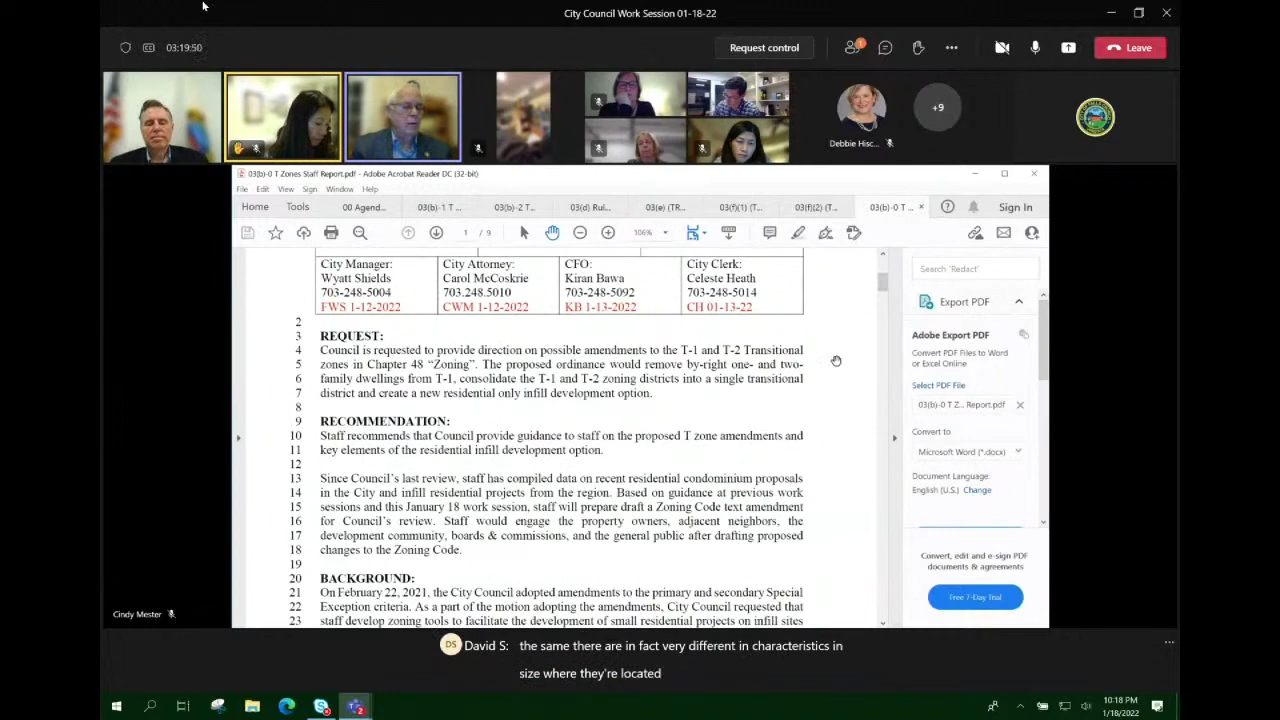 City Council Work Session 01-18-22
03:19:50
Request control
1
Leave
Debbie Hisc...
+9
03(b)-0 T Zones Staff Report.pdf - Adobe Acrobat Reader DC (32-bit)
File Edit View Sign Window Help
Home Tools 00 Agend... 03(b)-1 T ... 03(b)-2 T... 03(d) Rul... 03(e) (TR... 03(f)(1) (T... 03(f)(2) (T... 03(b)-0 T ... × Sign In
1 / 9 106%
City Manager: City Attorney: CFO: City Clerk:
Wyatt Shields Carol McCoskrie Kiran Bawa Celeste Heath
703-248-5004 703.248.5010 703-248-5092 703-248-5014
FWS 1-12-2022 CWM 1-12-2022 KB 1-13-2022 CH 01-13-22
2
3 REQUEST:
4 Council is requested to provide direction on possible amendments to the T-1 and T-2 Transitional
5 zones in Chapter 48 “Zoning”. The proposed ordinance would remove by-right one- and two-
6 family dwellings from T-1, consolidate the T-1 and T-2 zoning districts into a single transitional
7 district and create a new residential only infill development option.
8
9 RECOMMENDATION:
10 Staff recommends that Council provide guidance to staff on the proposed T zone amendments and
11 key elements of the residential infill development option.
12
13 Since Council’s last review, staff has compiled data on recent residential condominium proposals
14 in the City and infill residential projects from the region. Based on guidance at previous work
15 sessions and this January 18 work session, staff will prepare draft a Zoning Code text amendment
16 for Council’s review. Staff would engage the property owners, adjacent neighbors, the
17 development community, boards & commissions, and the general public after drafting proposed
18 changes to the Zoning Code.
19
20 BACKGROUND:
21 On February 22, 2021, the City Council adopted amendments to the primary and secondary Special
22 Exception criteria. As a part of the motion adopting the amendments, City Council requested that
23 staff develop zoning tools to facilitate the development of small residential projects on infill sites
Search 'Redact'
Export PDF
Adobe Export PDF
Convert PDF Files to Word
or Excel Online
Select PDF File
03(b)-0 T Z... Report.pdf ×
Convert to
Microsoft Word (*.docx)
Document Language:
English (U.S.) Change
Convert, edit and e-sign PDF
documents & agreements
Free 7-Day Trial
Cindy Mester
DS David S: the same there are in fact very different in characteristics in
size where they're located
10:18 PM
1/18/2022